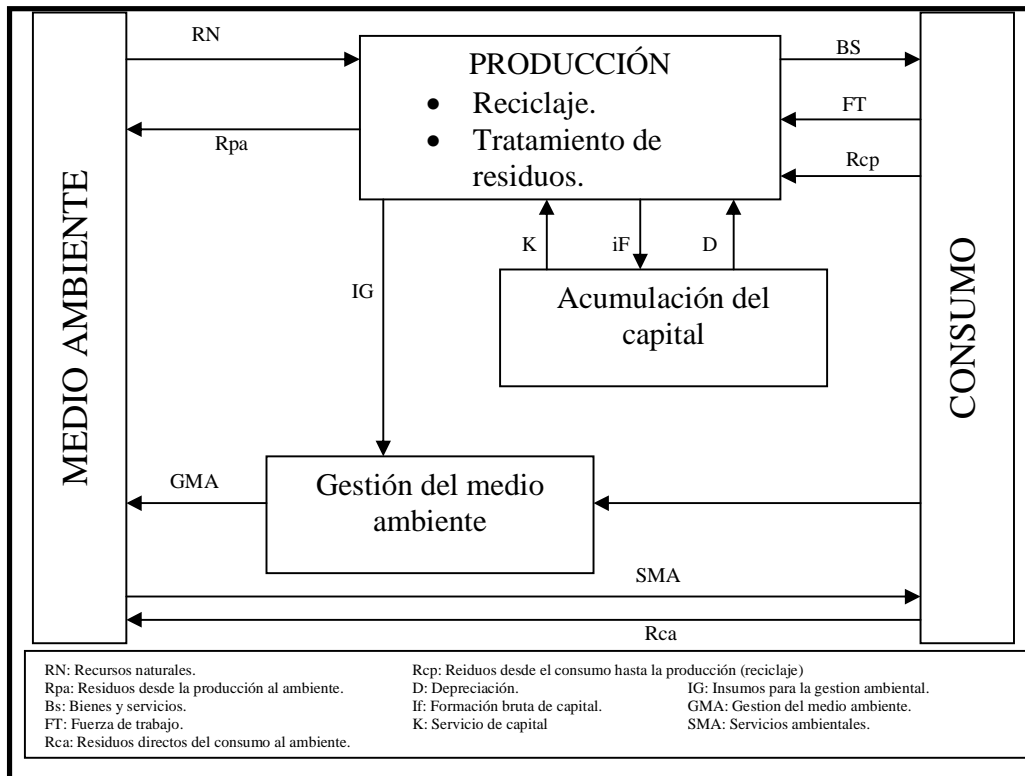 RN
PRODUCCIÓN
• Reciclaje.
• Tratamiento de
residuos.
BS
FT
Rcp
Rpa
MEDIO AMBIENTE
CONSUMO
K
iF
D
IG
Acumulación del
capital
GMA
Gestión del medio
ambiente
SMA
Rca
RN: Recursos naturales.
Rpa: Residuos desde la producción al ambiente.
Bs: Bienes y servicios.
FT: Fuerza de trabajo.
Rca: Residuos directos del consumo al ambiente.
Rcp: Reiduos desde el consumo hasta la producción (reciclaje)
D: Depreciación.
If: Formación bruta de capital.
K: Servicio de capital
IG: Insumos para la gestion ambiental.
GMA: Gestion del medio ambiente.
SMA: Servicios ambientales.